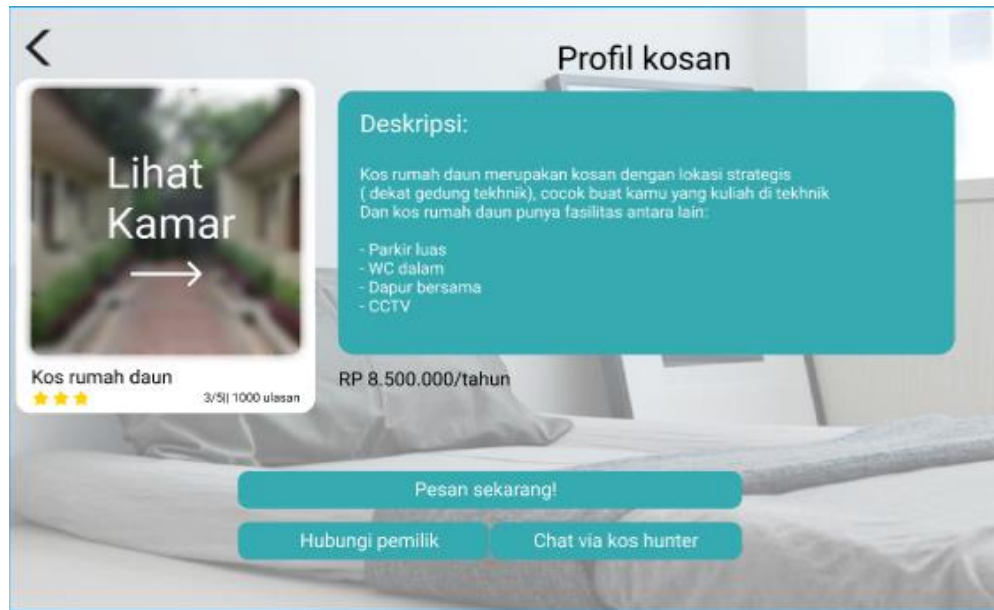 Profil kosan
Lihat
Kamar
Kos rumah daun
3/5|| 1000 ulasan
Deskripsi:
Kos rumah daun merupakan kosan dengan lokasi strategis
( dekat gedung tekhnik), cocok buat kamu yang kuliah di tekhnik
Dan kos rumah daun punya fasilitas antara lain:
- Parkir luas
- WC dalam
- Dapur bersama
- CCTV
RP 8.500.000/tahun
Pesan sekarang!
Hubungi pemilik
Chat via kos hunter